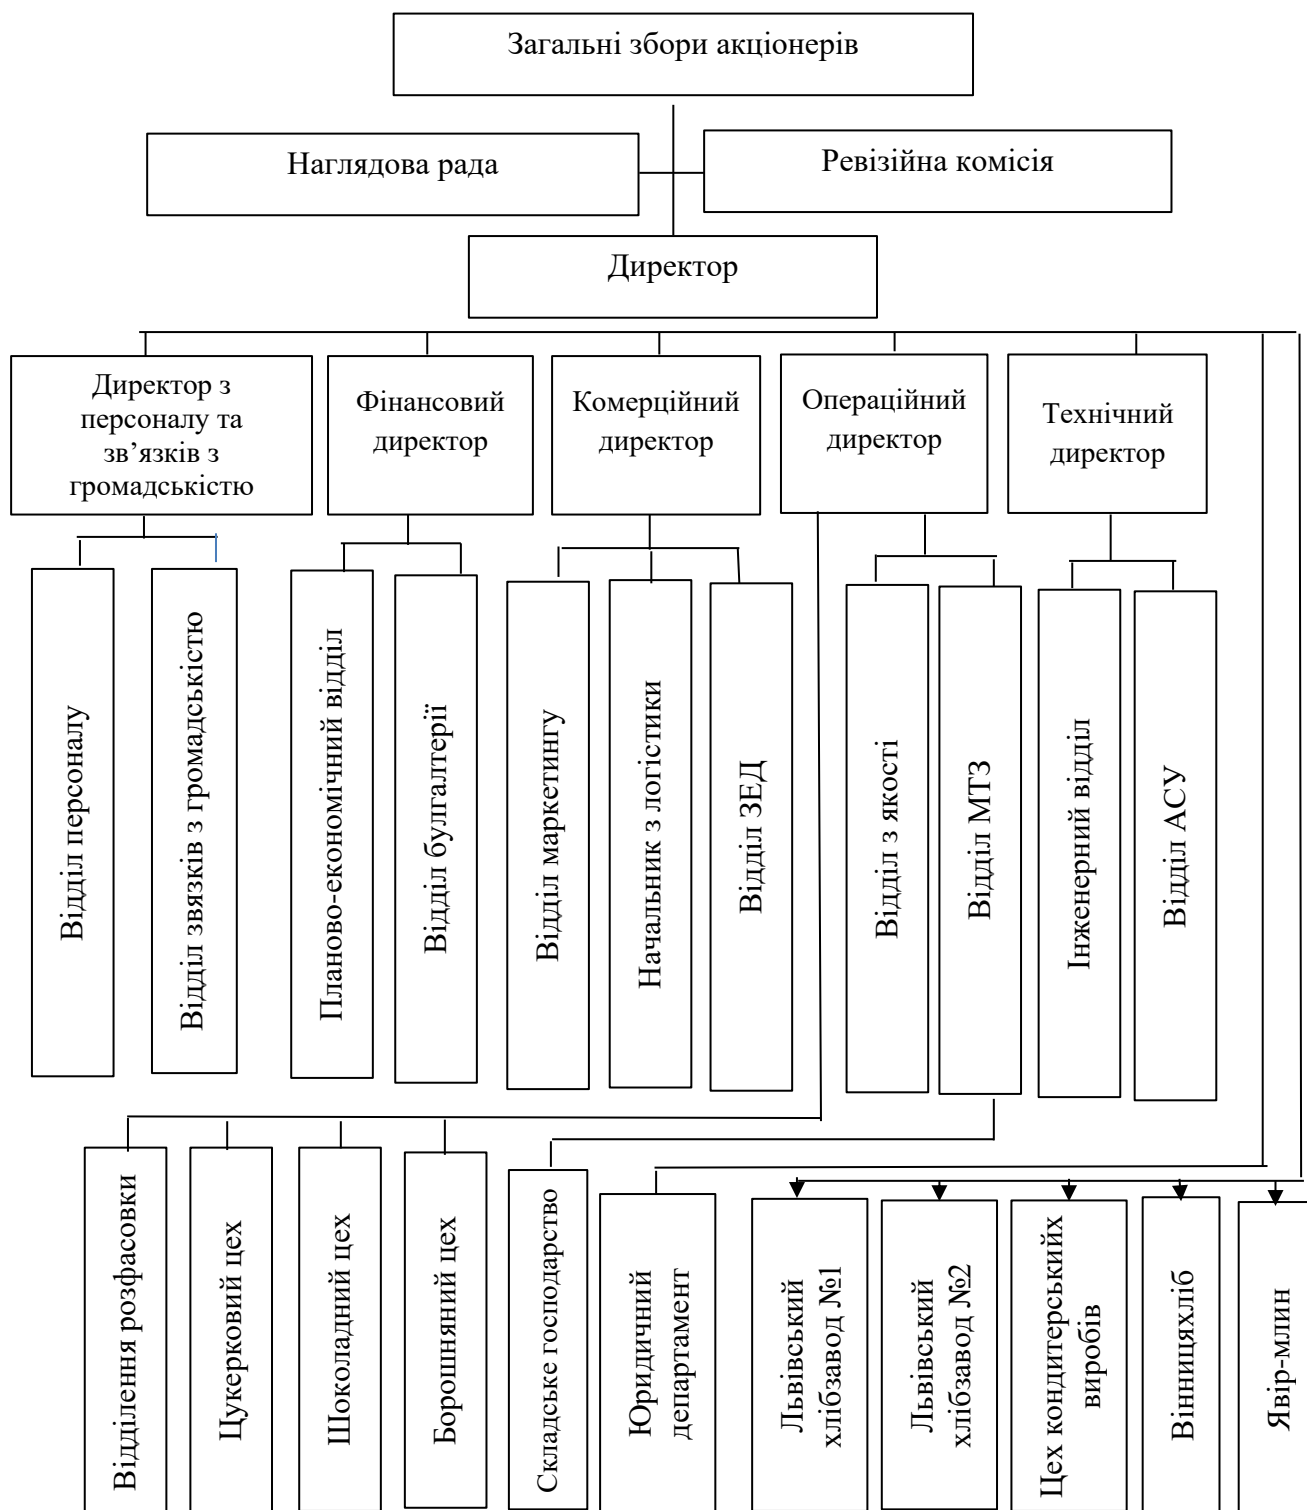 Загальні збори акціонерів
Наглядова рада
Ревізійна комісія
Директор
Директор з
персоналу та
зв’язків з
громадськістю
Фінансовий
директор
Комерційний
директор
Операційний
директор
Технічний
директор
Відділ персоналу
Відділ звязків з громадськістю
Планово-економічний відділ
Відділ булгалтерії
Відділ маркетингу
Начальник з логістики
Відділ ЗЕД
Відділ з якості
Відділ МТЗ
Інженерний відділ
Відділ АСУ
Відділення розфасовки
Цукерковий цех
Шоколадний цех
Борошняний цех
Складське господарство
Юридичний
департамент
Львівський
хлібзавод №1
Львівський
хлібзавод №2
Цех кондитерськийх
виробів
Вінницяхліб
Явір-млин